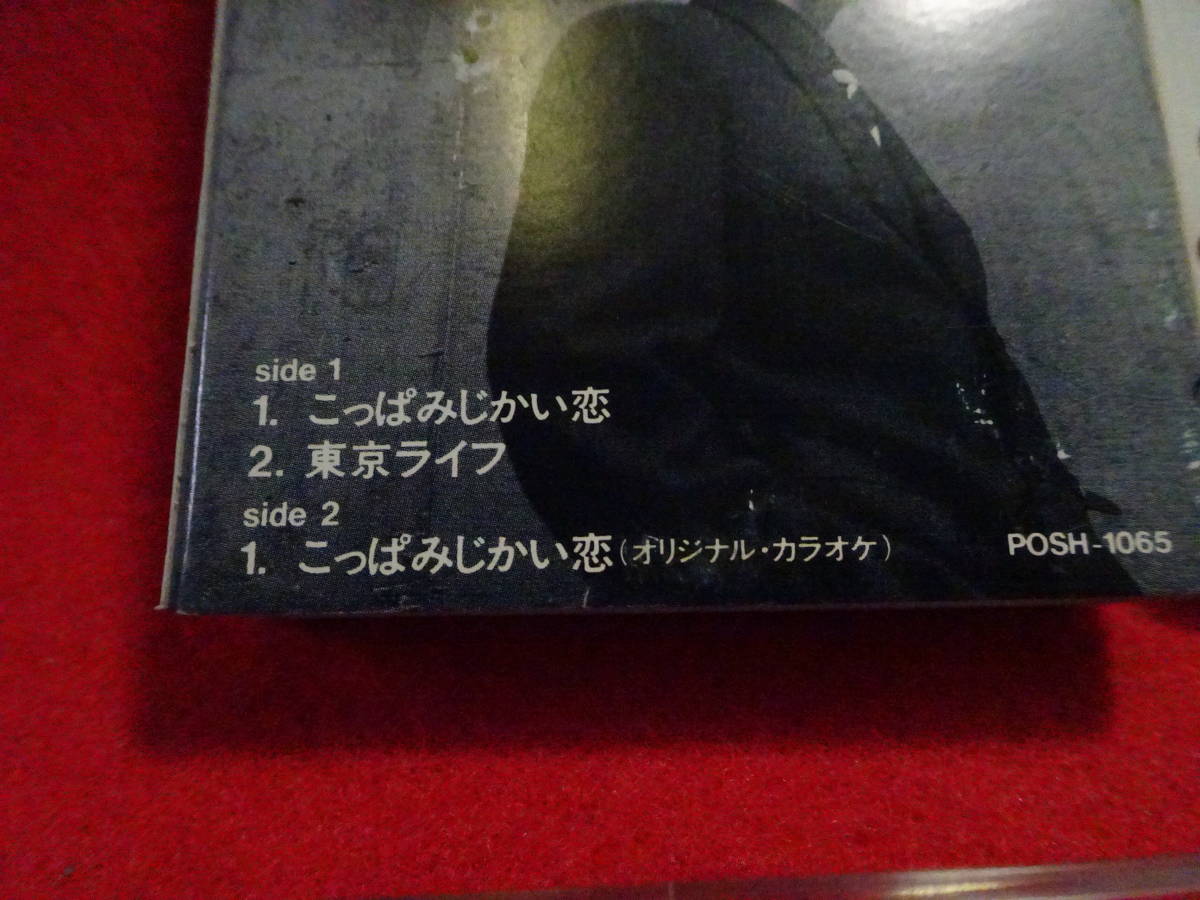 side 1
1. こっぱみじかい恋
2. 東京ライフ
side 2
1. こっぱみじかい恋(オリジナル・カラオケ)
POSH-1065